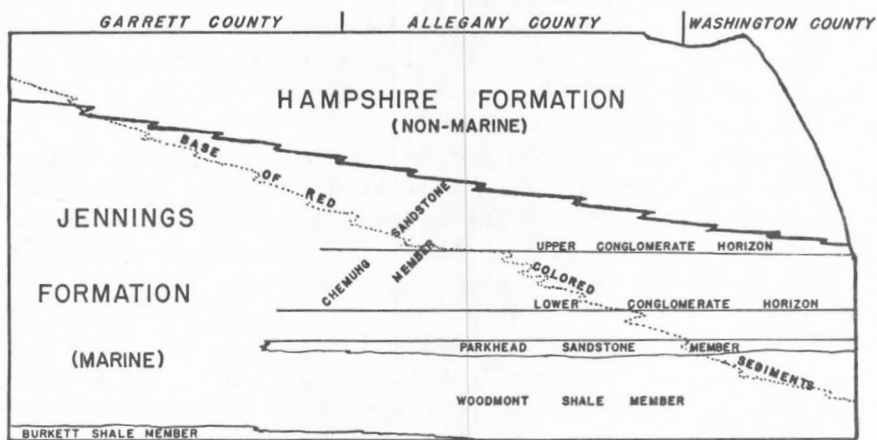 GARRETT COUNTY
ALLEGANY COUNTY
WASHINGTON COUNTY
HAMPSHIRE FORMATION
(NON-MARINE)
BASE OF RED
COLORED
SEDIMENTS
JENNINGS
FORMATION
(MARINE)
CHEMUNG SANDSTONE
MEMBER
UPPER CONGLOMERATE HORIZON
LOWER CONGLOMERATE HORIZON
PARKHEAD SANDSTONE MEMBER
WOODMONT SHALE MEMBER
BURKETT SHALE MEMBER